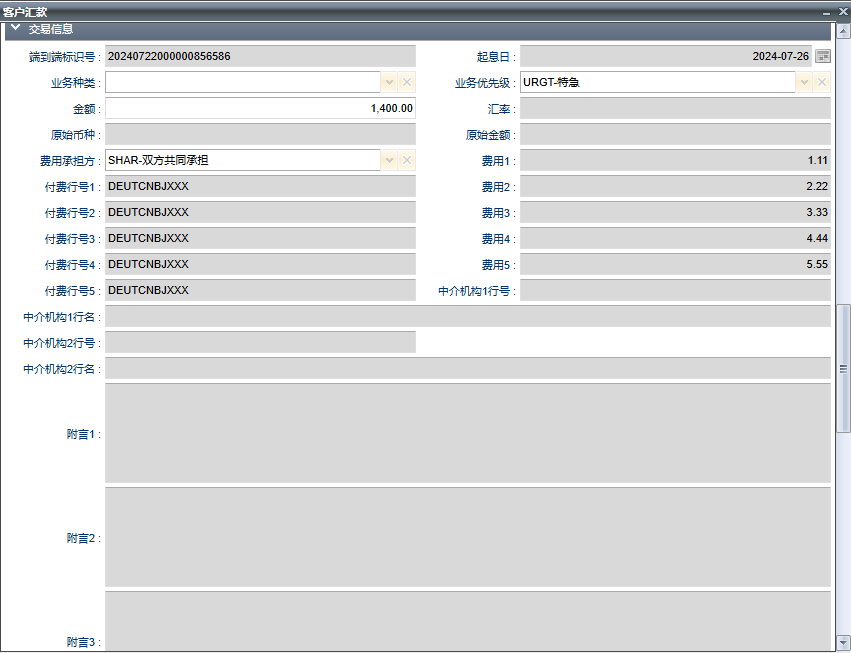 客户汇款
交易信息
端到端标识号 : 20240722000000856586 起息日 : 2024-07-26
业务种类 : 业务优先级 : URGT-特急
金额 : 1,400.00 汇率 :
原始币种 : 原始金额 :
费用承担方 : SHAR-双方共同承担 费用1 : 1.11
付费行号1 : DEUTCNBJXXX 费用2 : 2.22
付费行号2 : DEUTCNBJXXX 费用3 : 3.33
付费行号3 : DEUTCNBJXXX 费用4 : 4.44
付费行号4 : DEUTCNBJXXX 费用5 : 5.55
付费行号5 : DEUTCNBJXXX 中介机构1行号 :
中介机构1行名 :
中介机构2行号 :
中介机构2行名 :
附言1 :
附言2 :
附言3 :